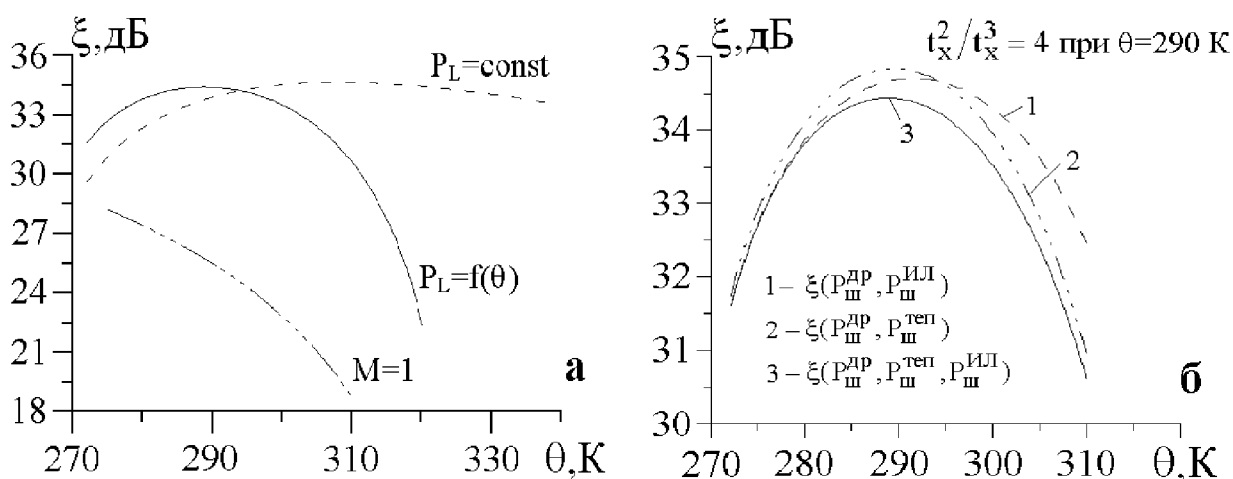 ξ,дБ
36
33
30
27
24
21
18
270
290
310
330
θ,К
P_L=const
P_L=f(θ)
M=1
а
ξ,дБ
t_x^2/t_x^3 = 4 при θ=290 К
35
34
33
32
31
30
270
280
290
300
310
θ,К
1
2
3
1– ξ(P_ш^др,P_ш^ИЛ)
2–ξ(P_ш^др,P_ш^теп)
3–ξ(P_ш^др,P_ш^теп,P_ш^ИЛ)
б